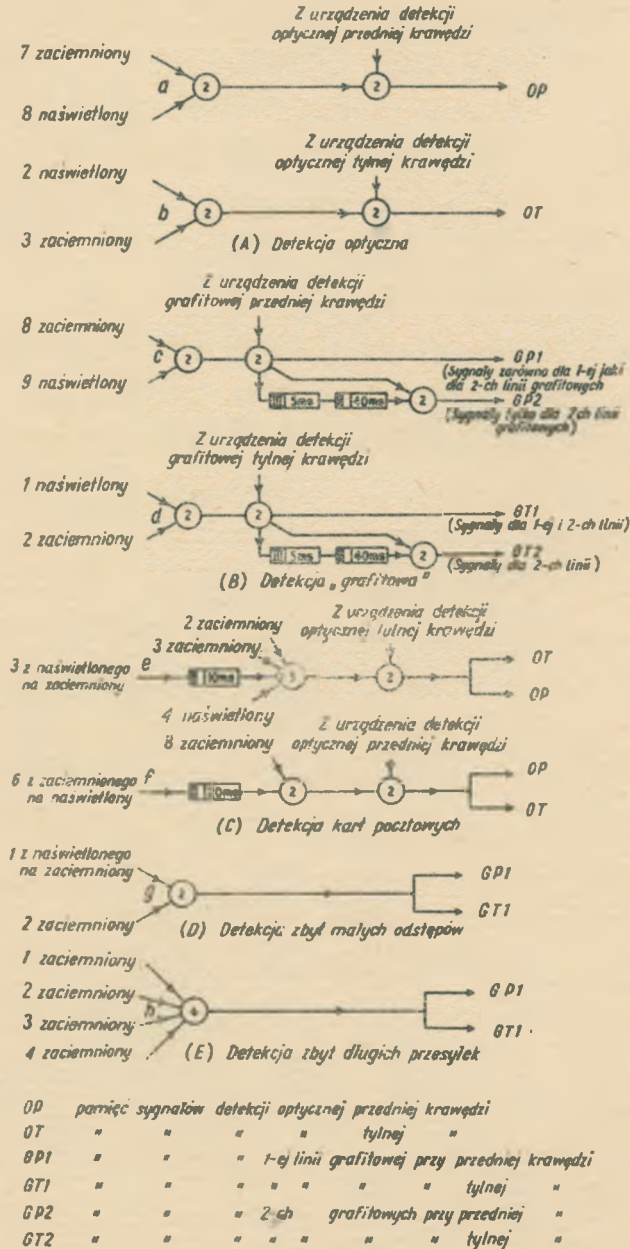 Z urządzenia detekcji
optycznej przedniej krawędzi
7 zaciemniony
a
2
2
OP
8 naświetlony
Z urządzenia detekcji
optycznej tylnej krawędzi
2 naświetlony
b
2
2
OT
3 zaciemniony
(A) Detekcja optyczna
Z urządzenia detekcji
grafitowej przedniej krawędzi
8 zaciemniony
c
2
2
GP1
(Sygnały zarówno dla 1-ej jak i
dla 2-ch linii grafitowych
9 naświetlony
5ms
40ms
2
GP2
(Sygnały tylko dla 2ch linii
grafitowych)
Z urządzenia detekcji
grafitowej tylnej krawędzi
1 naświetlony
d
2
2
GT1
(Sygnały dla 1-ej i 2-ch linii)
2 zaciemniony
5ms
40ms
2
GT2
(Sygnały dla 2-ch linii)
(B) Detekcja „grafitowa"
2 zaciemniony
3 zaciemniony
Z urządzenia detekcji
optycznej tylnej krawędzi
3 z naświetlonego
na zaciemniony
e
2
OT
OP
4 naświetlony
8 zaciemniony
Z urządzenia detekcji
optycznej przedniej krawędzi
6 z zaciemnionego
na naświetlony
f
2
2
OP
OT
(C) Detekcja kart pocztowych
1 z naświetlonego
na zaciemniony
g
2 zaciemniony
GP1
GT1
(D) Detekcja zbyt małych odstępów
1 zaciemniony
2 zaciemniony
h
4
3 zaciemniony
4 zaciemniony
GP1
GT1
(E) Detekcja zbyt długich przesyłek
OP pamięć sygnałów detekcji optycznej przedniej krawędzi
OT " " " " tylnej "
GP1 " " " 1-ej linii grafitowej przy przedniej krawędzi
GT1 " " " " " " " tylnej "
GP2 " " " 2-ch grafitowych przy przedniej "
GT2 " " " " " " " tylnej "